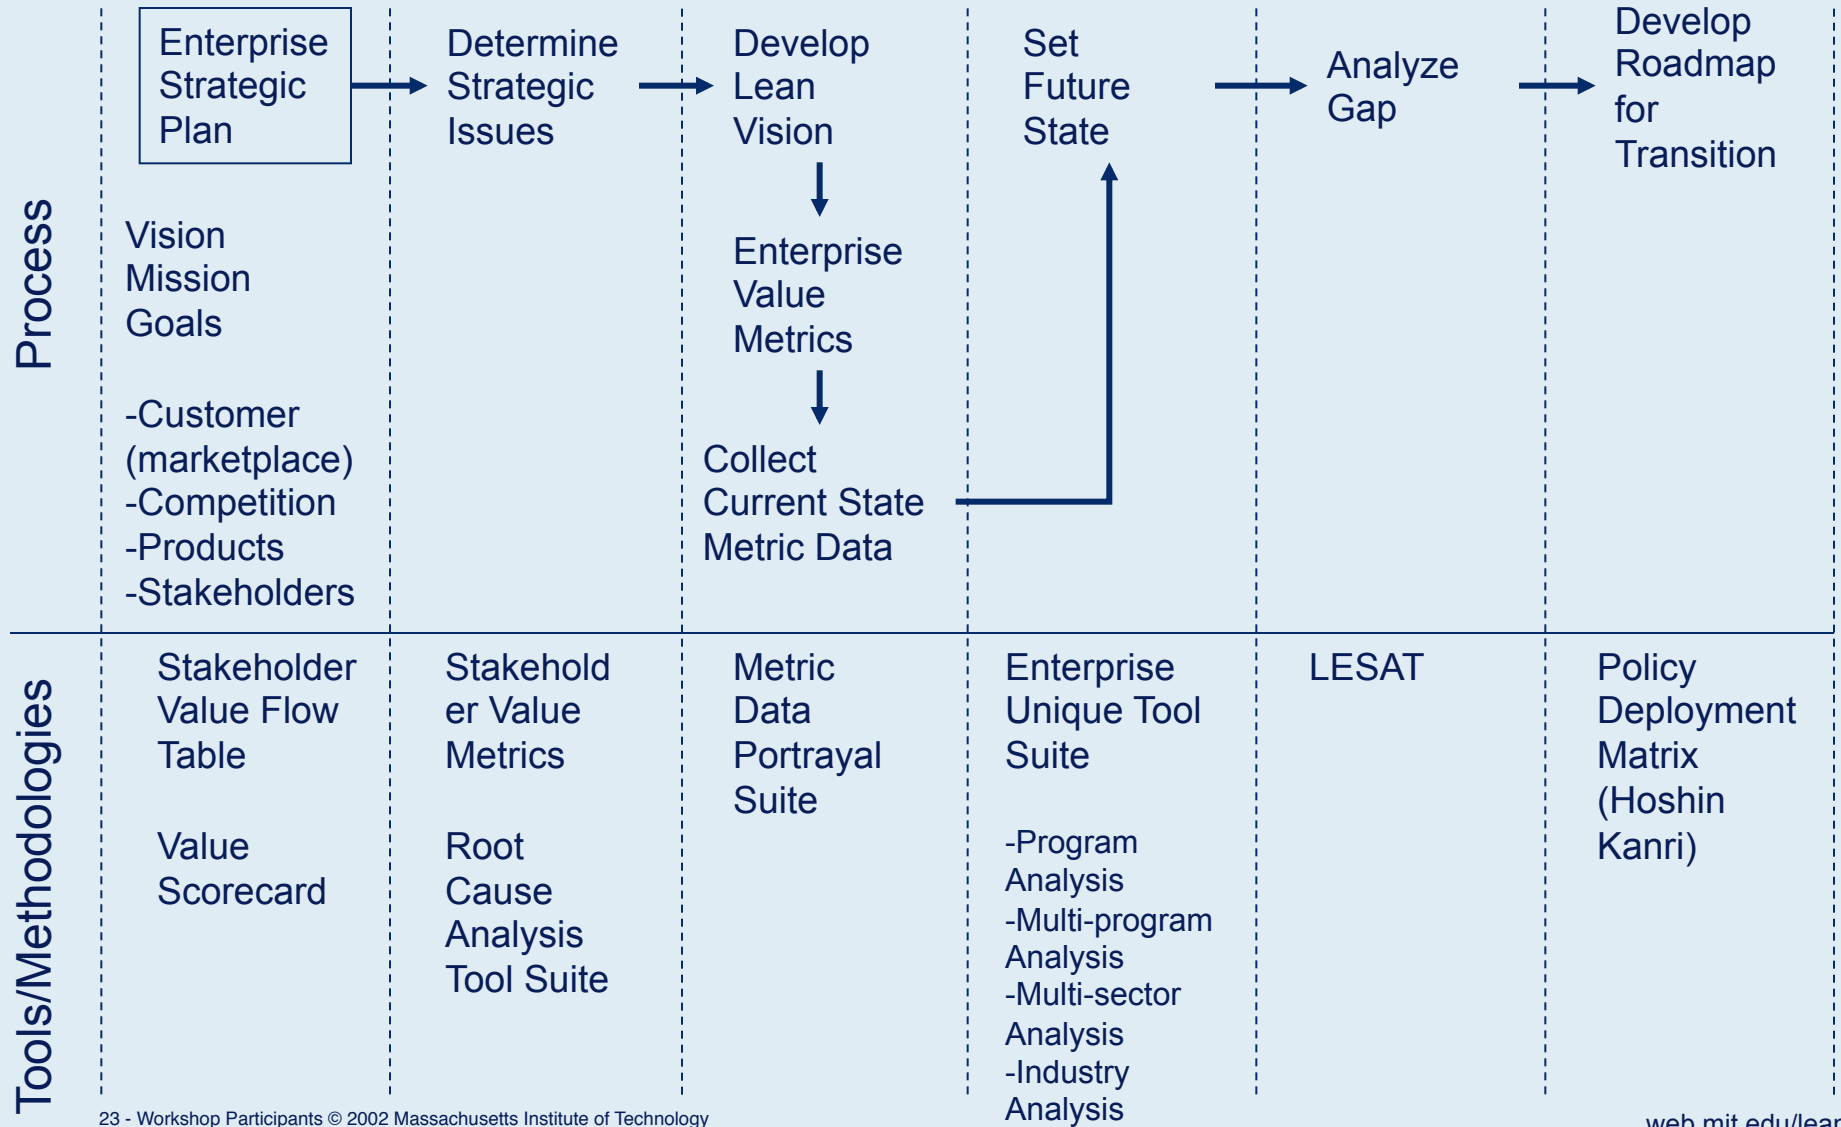 Process
Enterprise
Strategic
Plan
Vision
Mission
Goals
-Customer
(marketplace)
-Competition
-Products
-Stakeholders
Determine
Strategic
Issues
Develop
Lean
Vision
Enterprise
Value
Metrics
Collect
Current State
Metric Data
Set
Future
State
Analyze
Gap
Develop
Roadmap
for
Transition
Tools/Methodologies
Stakeholder
Value Flow
Table
Value
Scorecard
Stakehold
er Value
Metrics
Root
Cause
Analysis
Tool Suite
Metric
Data
Portrayal
Suite
Enterprise
Unique Tool
Suite
-Program
Analysis
-Multi-program
Analysis
-Multi-sector
Analysis
-Industry
Analysis
LESAT
Policy
Deployment
Matrix
(Hoshin
Kanri)
23 - Workshop Participants © 2002 Massachusetts Institute of Technology
web.mit.edu/lean